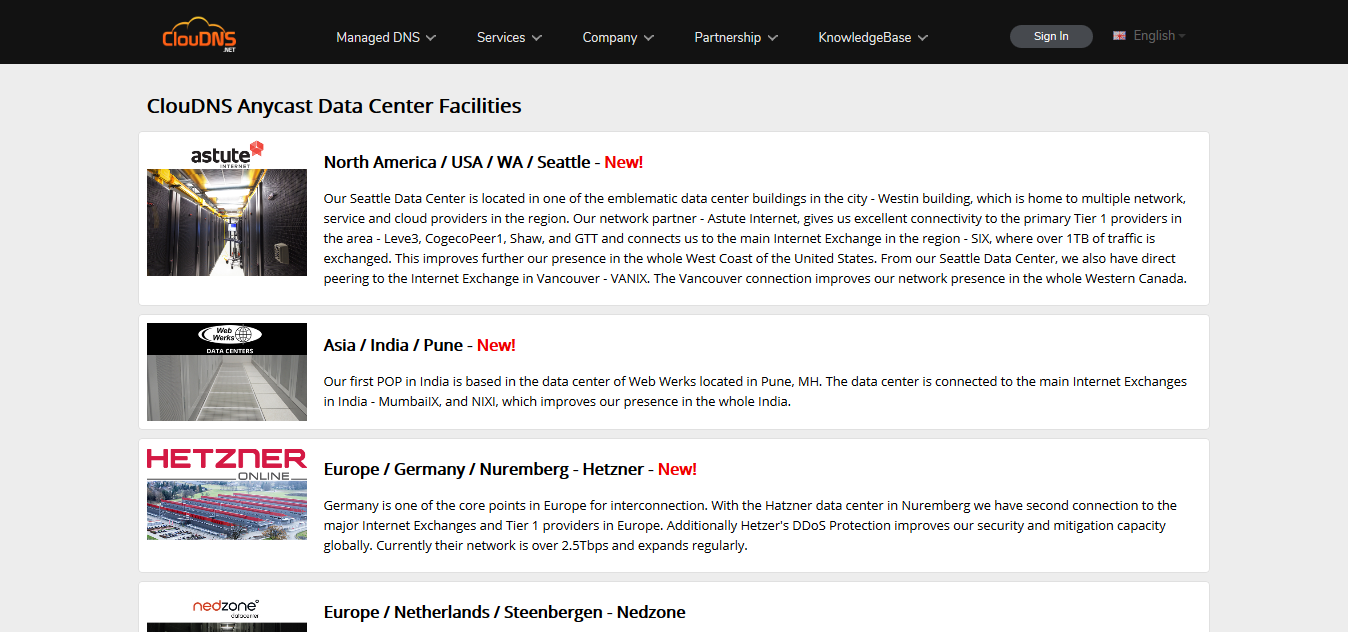 ClouDNS
.NET
Managed DNS
Services
Company
Partnership
KnowledgeBase
Sign In
English
ClouDNS Anycast Data Center Facilities
astute
INTERNET
North America / USA / WA / Seattle - New!
Our Seattle Data Center is located in one of the emblematic data center buildings in the city - Westin building, which is home to multiple network,
service and cloud providers in the region. Our network partner - Astute Internet, gives us excellent connectivity to the primary Tier 1 providers in
the area - Leve3, CogecoPeer1, Shaw, and GTT and connects us to the main Internet Exchange in the region - SIX, where over 1TB of traffic is
exchanged. This improves further our presence in the whole West Coast of the United States. From our Seattle Data Center, we also have direct
peering to the Internet Exchange in Vancouver - VANIX. The Vancouver connection improves our network presence in the whole Western Canada.
Web
Werks
DATA CENTERS
Asia / India / Pune - New!
Our first POP in India is based in the data center of Web Werks located in Pune, MH. The data center is connected to the main Internet Exchanges
in India - MumbaiIX, and NIXI, which improves our presence in the whole India.
HETZNER
ONLINE
Europe / Germany / Nuremberg - Hetzner - New!
Germany is one of the core points in Europe for interconnection. With the Hatzner data center in Nuremberg we have second connection to the
major Internet Exchanges and Tier 1 providers in Europe. Additionally Hetzer's DDoS Protection improves our security and mitigation capacity
globally. Currently their network is over 2.5Tbps and expands regularly.
nedzone
datacenter
Europe / Netherlands / Steenbergen - Nedzone